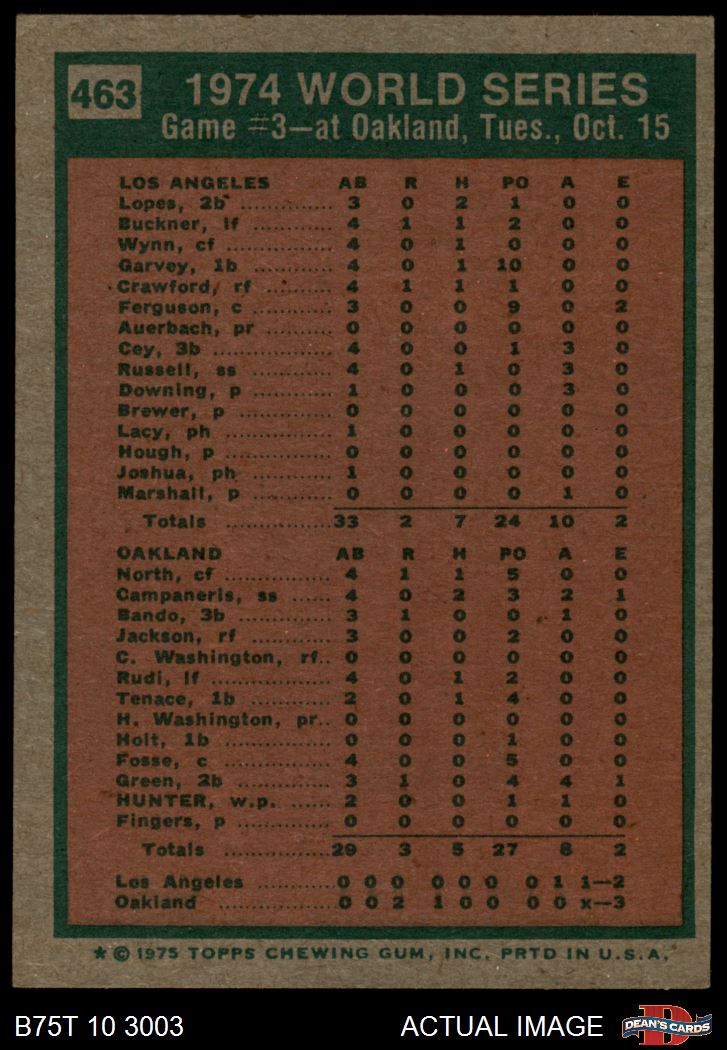 463
1974 WORLD SERIES
Game #3—at Oakland, Tues., Oct. 15
LOS ANGELES AB R H PO A E
Lopes, 2b .............. 3 0 2 1 0 0
Buckner, lf ............ 4 1 1 2 0 0
Wynn, cf .............. 4 0 1 0 0 0
Garvey, 1b ............ 4 0 1 10 0 0
Crawford, rf .......... 4 1 1 1 0 0
Ferguson, c ........... 3 0 0 9 0 2
Auerbach, pr .......... 0 0 0 0 0 0
Cey, 3b ............... 4 0 0 1 3 0
Russell, ss ........... 4 0 1 0 3 0
Downing, p ............ 1 0 0 0 3 0
Brewer, p ............. 0 0 0 0 0 0
Lacy, ph .............. 1 0 0 0 0 0
Hough, p .............. 0 0 0 0 0 0
Joshua, ph ............ 1 0 0 0 0 0
Marshall, p ........... 0 0 0 0 1 0
Totals .............. 33 2 7 24 10 2
OAKLAND AB R H PO A E
North, cf ............. 4 1 1 5 0 0
Campaneris, ss ........ 4 0 2 3 2 1
Bando, 3b ............. 3 1 0 0 1 0
Jackson, rf ........... 3 0 0 2 0 0
C. Washington, rf.. 0 0 0 0 0 0
Rudi, lf .............. 4 0 1 2 0 0
Tenace, 1b ............ 2 0 1 4 0 0
H. Washington, pr.. 0 0 0 0 0 0
Holt, 1b .............. 0 0 0 1 0 0
Fosse, c .............. 4 0 0 5 0 0
Green, 2b ............. 3 1 0 4 4 1
HUNTER, w.p. ...... 2 0 0 1 1 0
Fingers, p ............ 0 0 0 0 0 0
Totals .............. 29 3 5 27 8 2
Los Angeles ............ 0 0 0 0 0 0 0 1 1—2
Oakland ................ 0 0 2 1 0 0 0 0 x—3
* © 1975 TOPPS CHEWING GUM, INC. PRTD IN U.S.A.
B75T 10 3003 ACTUAL IMAGE
D
DEAN'S CARDS